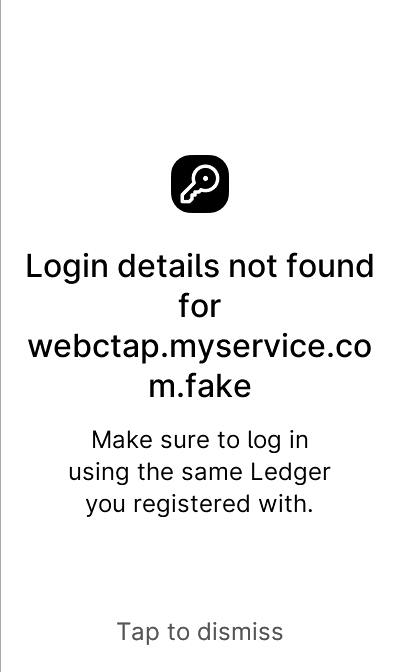 Login details not found
for
webctap.myservice.co
m.fake
Make sure to log in
using the same Ledger
you registered with.
Tap to dismiss